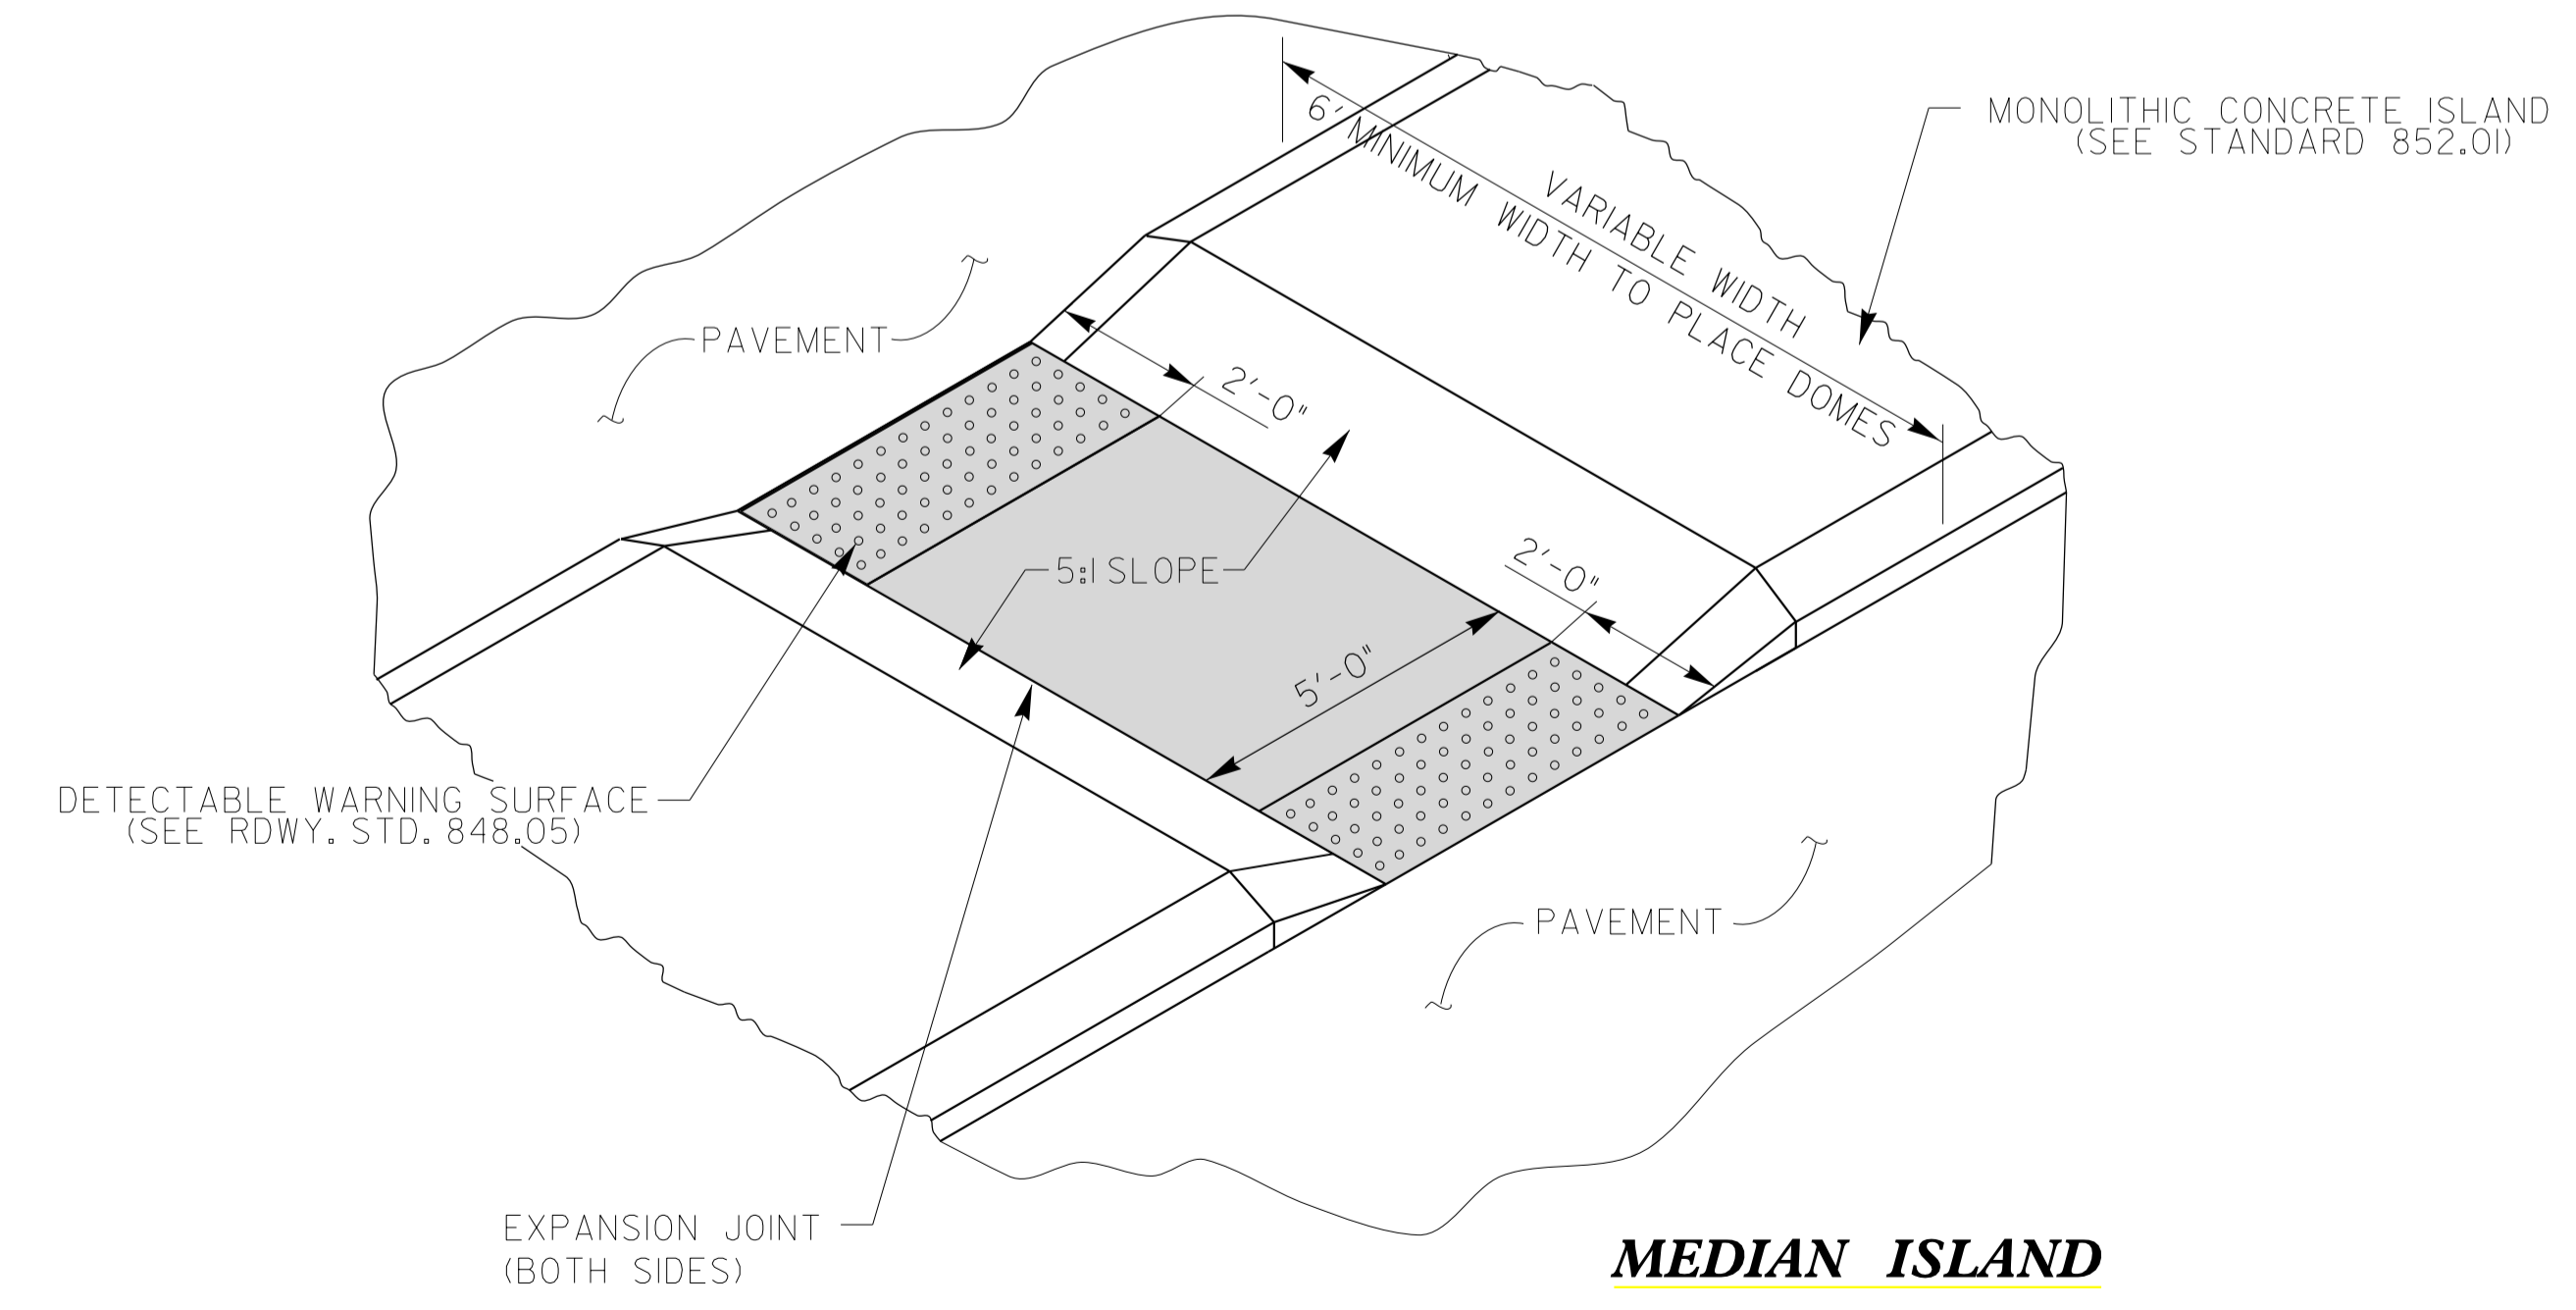 MONOLITHIC CONCRETE ISLAND
(SEE STANDARD 852.01)
VARIABLE WIDTH
6' MINIMUM WIDTH TO PLACE DOMES
PAVEMENT
2'-0"
5:1 SLOPE
2'-0"
5'-0"
DETECTABLE WARNING SURFACE
(SEE RDWY. STD. 848.05)
PAVEMENT
EXPANSION JOINT
(BOTH SIDES)
MEDIAN ISLAND